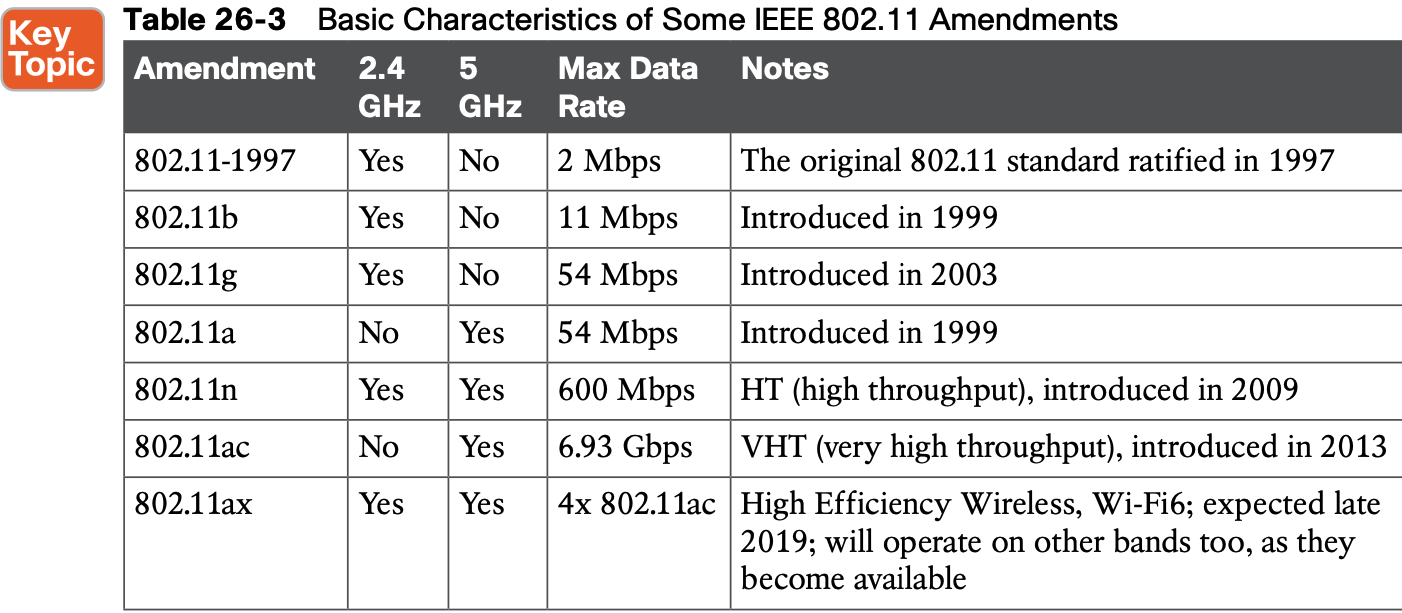 Key
Topic
Table 26-3 Basic Characteristics of Some IEEE 802.11 Amendments
Amendment 2.4 GHz 5 GHz Max Data Rate Notes
802.11-1997 Yes No 2 Mbps The original 802.11 standard ratified in 1997
802.11b Yes No 11 Mbps Introduced in 1999
802.11g Yes No 54 Mbps Introduced in 2003
802.11a No Yes 54 Mbps Introduced in 1999
802.11n Yes Yes 600 Mbps HT (high throughput), introduced in 2009
802.11ac No Yes 6.93 Gbps VHT (very high throughput), introduced in 2013
802.11ax Yes Yes 4x 802.11ac High Efficiency Wireless, Wi-Fi6; expected late
2019; will operate on other bands too, as they
become available